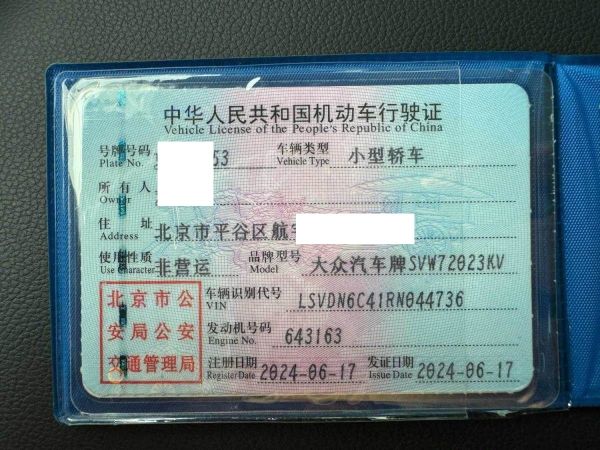 中华人民共和国机动车行驶证
Vehicle License of the People's Republic of China
号牌号码 53 车辆类型 小型轿车
Plate No. Vehicle Type
所有人
Owner
住址 北京市平谷区航
Address
使用性质 非营运 品牌型号 大众汽车牌SVW72023KV
Use Character Model
北京市公 车辆识别代号 LSVDN6C41RN044736
VIN
安局公安 发动机号码 643163
Engine No.
交通管理局 注册日期 2024-06-17 发证日期 2024-06-17
Register Date Issue Date